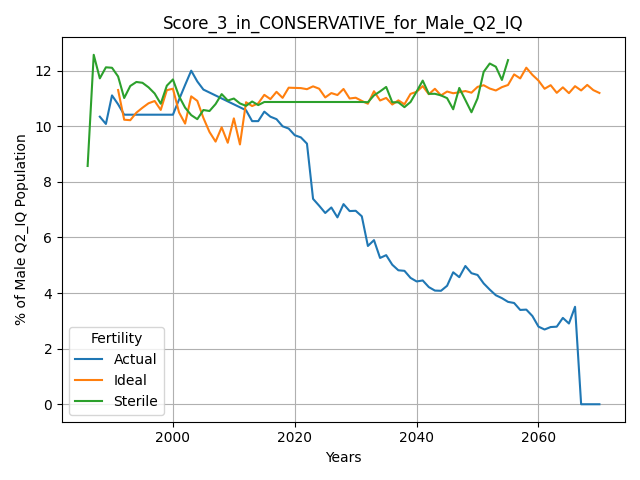 Score_3_in_CONSERVATIVE_for_Male_Q2_IQ
% of Male Q2_IQ Population
12
10
8
6
4
2
0
Fertility
Actual
Ideal
Sterile
2000
2020
2040
2060
Years